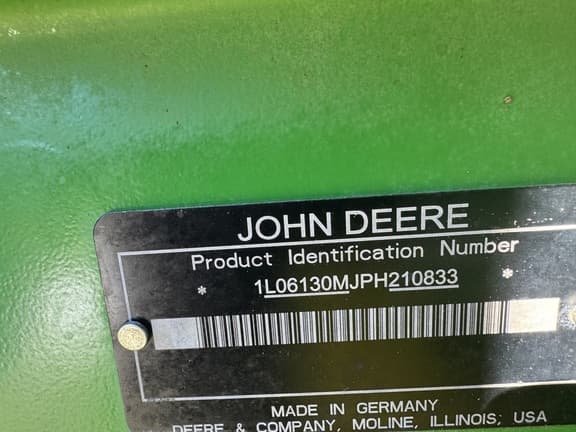 JOHN DEERE
Product Identification Number
* 1L06130MJPH210833 *
MADE IN GERMANY
DEERE & COMPANY, MOLINE, ILLINOIS, USA